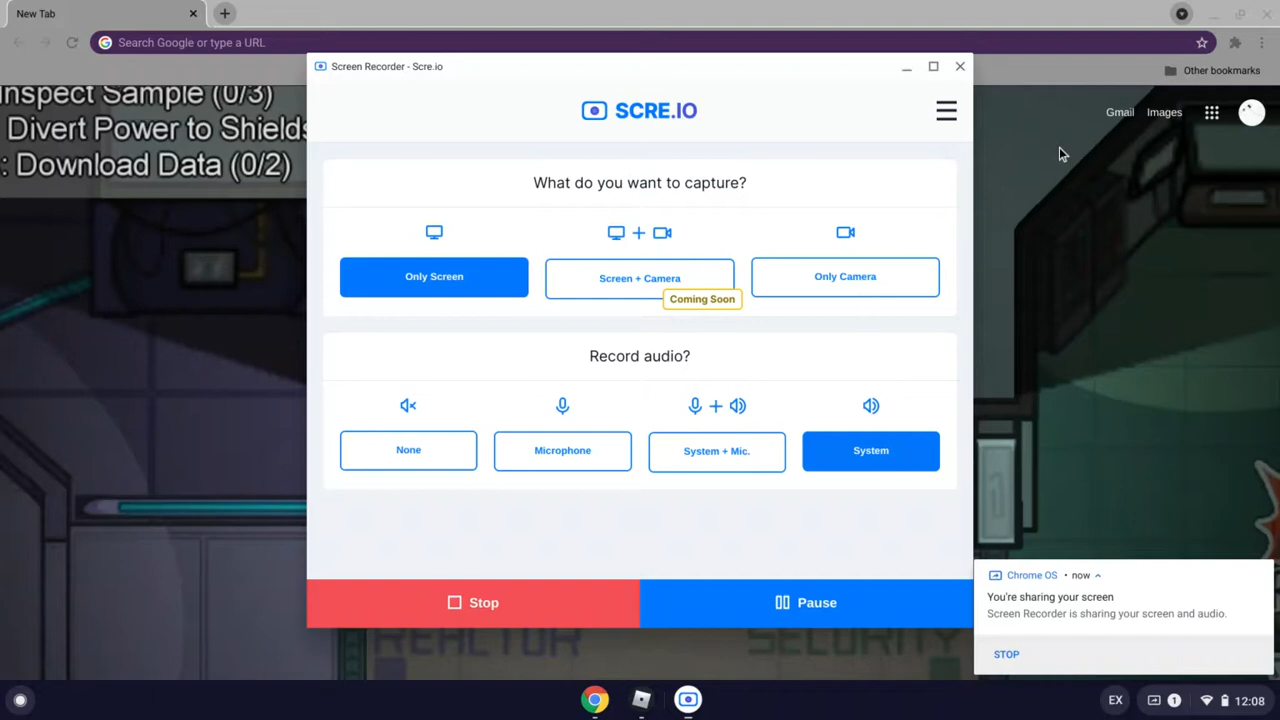 New Tab
Search Google or type a URL
Other bookmarks
Screen Recorder - Scre.io
SCRE.IO
Gmail Images
Inspect Sample (0/3)
Divert Power to Shields
: Download Data (0/2)
What do you want to capture?
Only Screen
Screen + Camera
Coming Soon
Only Camera
Record audio?
None
Microphone
System + Mic.
System
Stop
Pause
Chrome OS • now
You're sharing your screen
Screen Recorder is sharing your screen and audio.
STOP
REACTOR
SECURITY
EX
1
12:08